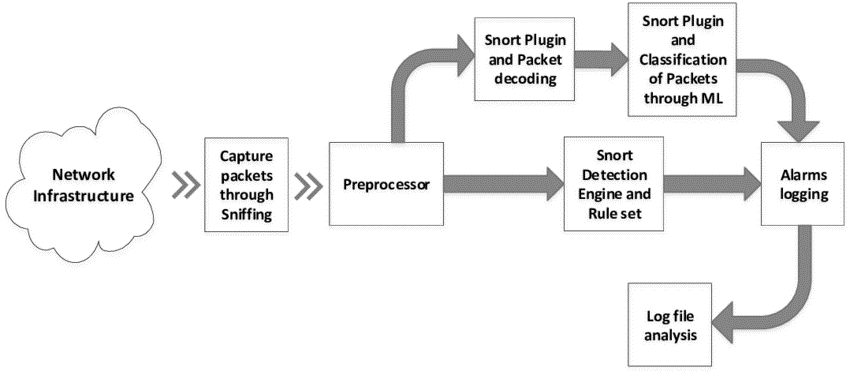 Network
Infrastructure
Capture
packets
through
Sniffing
Preprocessor
Snort Plugin
and Packet
decoding
Snort Plugin
and
Classification
of Packets
through ML
Snort
Detection
Engine and
Rule set
Alarms
logging
Log file
analysis